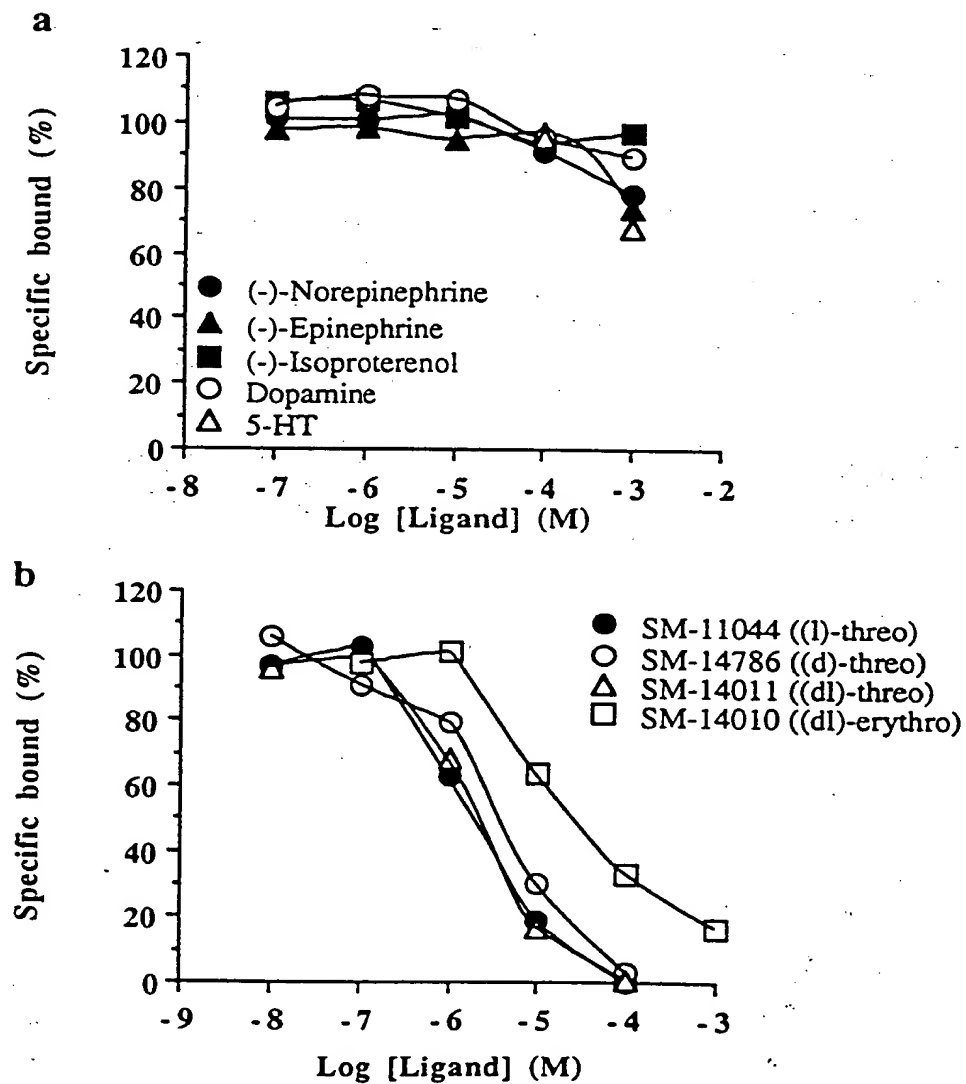 a
120
100
80
60
40
20
0
Specific bound (%)
(-)-Norepinephrine
(-)-Epinephrine
(-)-Isoproterenol
Dopamine
5-HT
-8 -7 -6 -5 -4 -3 -2
Log [Ligand] (M)
b
120
100
80
60
40
20
0
Specific bound (%)
SM-11044 ((l)-threo)
SM-14786 ((d)-threo)
SM-14011 ((dl)-threo)
SM-14010 ((dl)-erythro)
-9 -8 -7 -6 -5 -4 -3
Log [Ligand] (M)